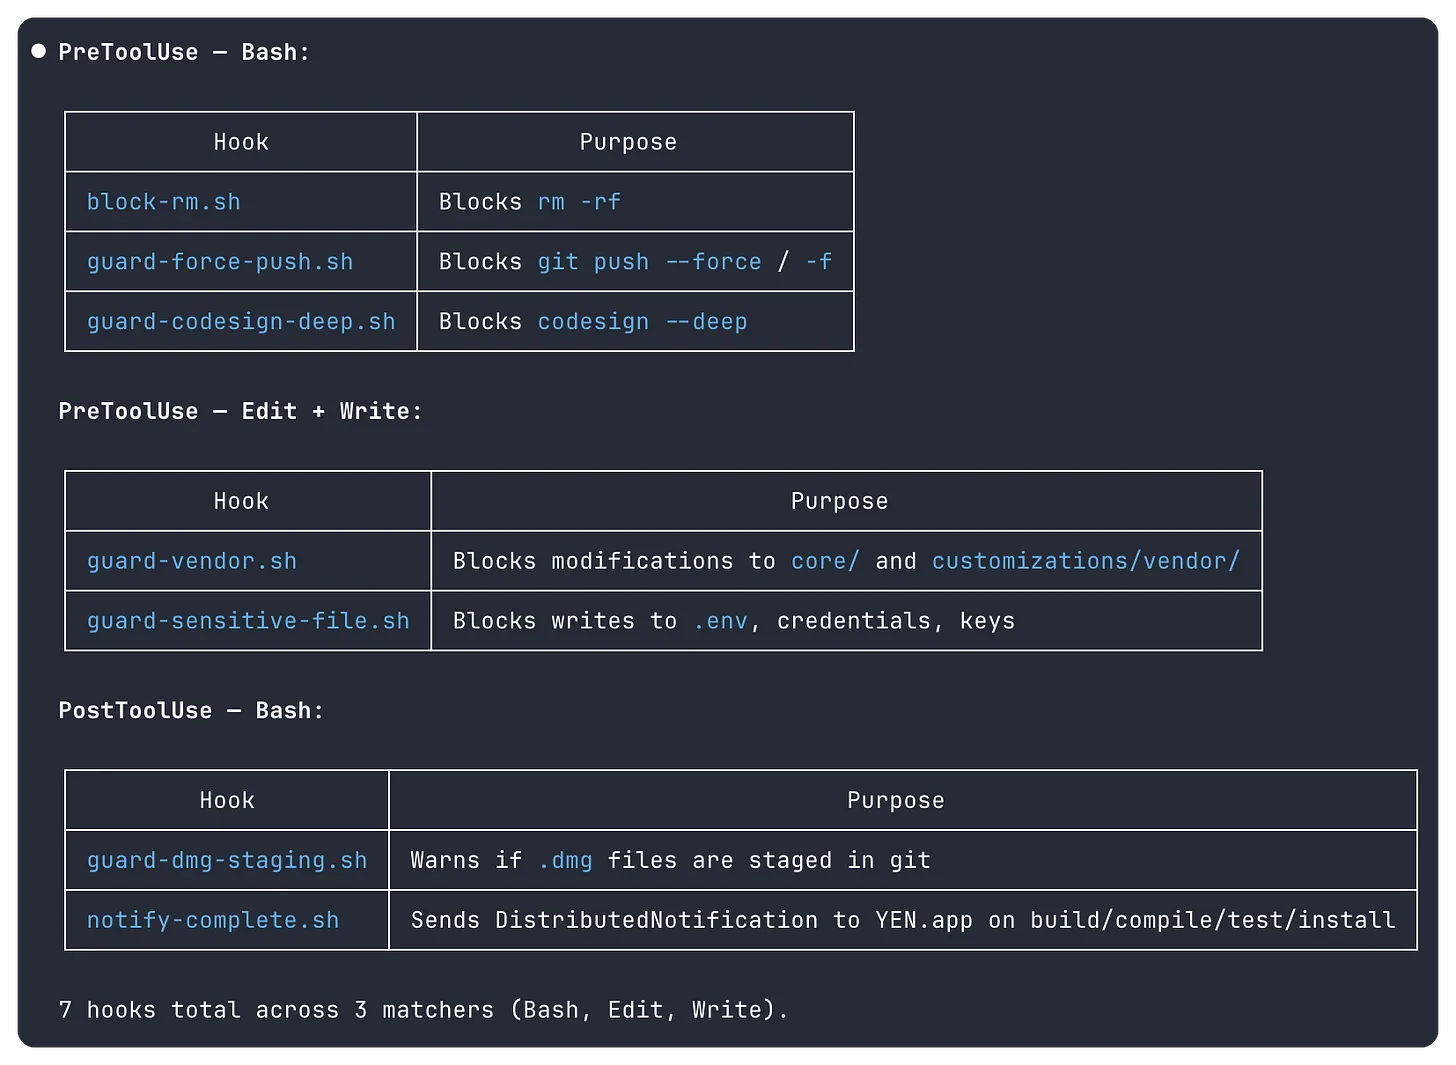 PreToolUse — Bash:
Hook Purpose
block-rm.sh Blocks rm -rf
guard-force-push.sh Blocks git push --force / -f
guard-codesign-deep.sh Blocks codesign --deep
PreToolUse — Edit + Write:
Hook Purpose
guard-vendor.sh Blocks modifications to core/ and customizations/vendor/
guard-sensitive-file.sh Blocks writes to .env, credentials, keys
PostToolUse — Bash:
Hook Purpose
guard-dmg-staging.sh Warns if .dmg files are staged in git
notify-complete.sh Sends DistributedNotification to YEN.app on build/compile/test/install
7 hooks total across 3 matchers (Bash, Edit, Write).